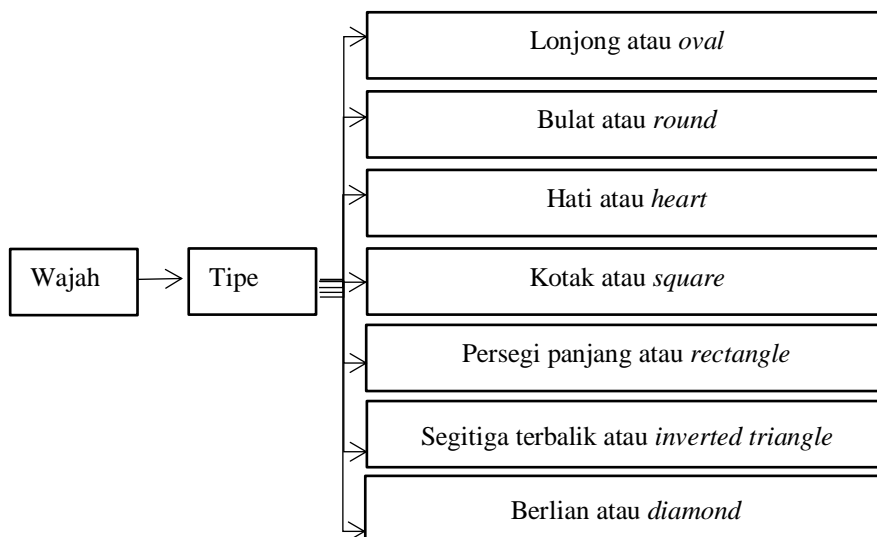 Lonjong atau oval
Bulat atau round
Hati atau heart
Wajah
Tipe
Kotak atau square
Persegi panjang atau rectangle
Segitiga terbalik atau inverted triangle
Berlian atau diamond